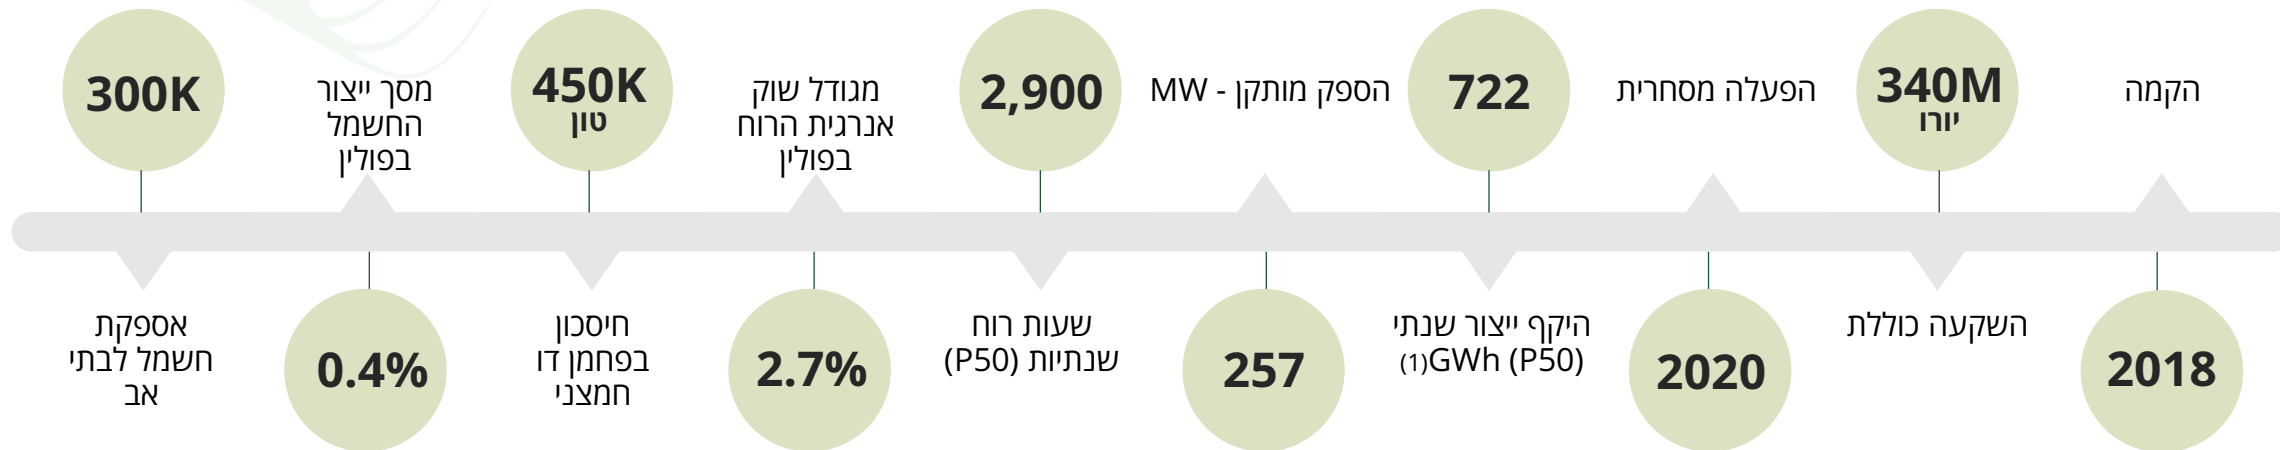 הקמה
2018
340M
יורו
השקעה כוללת
הפעלה מסחרית
2020
722
היקף ייצור שנתי
(1)GWh (P50)
הספק מותקן - MW
257
2,900
שעות רוח
שנתיות (P50)
מגודל שוק
אנרגית הרוח
בפולין
2.7%
450K
טון
חיסכון
בפחמן דו
חמצני
מסך ייצור
החשמל
בפולין
0.4%
300K
אספקת
חשמל לבתי
אב